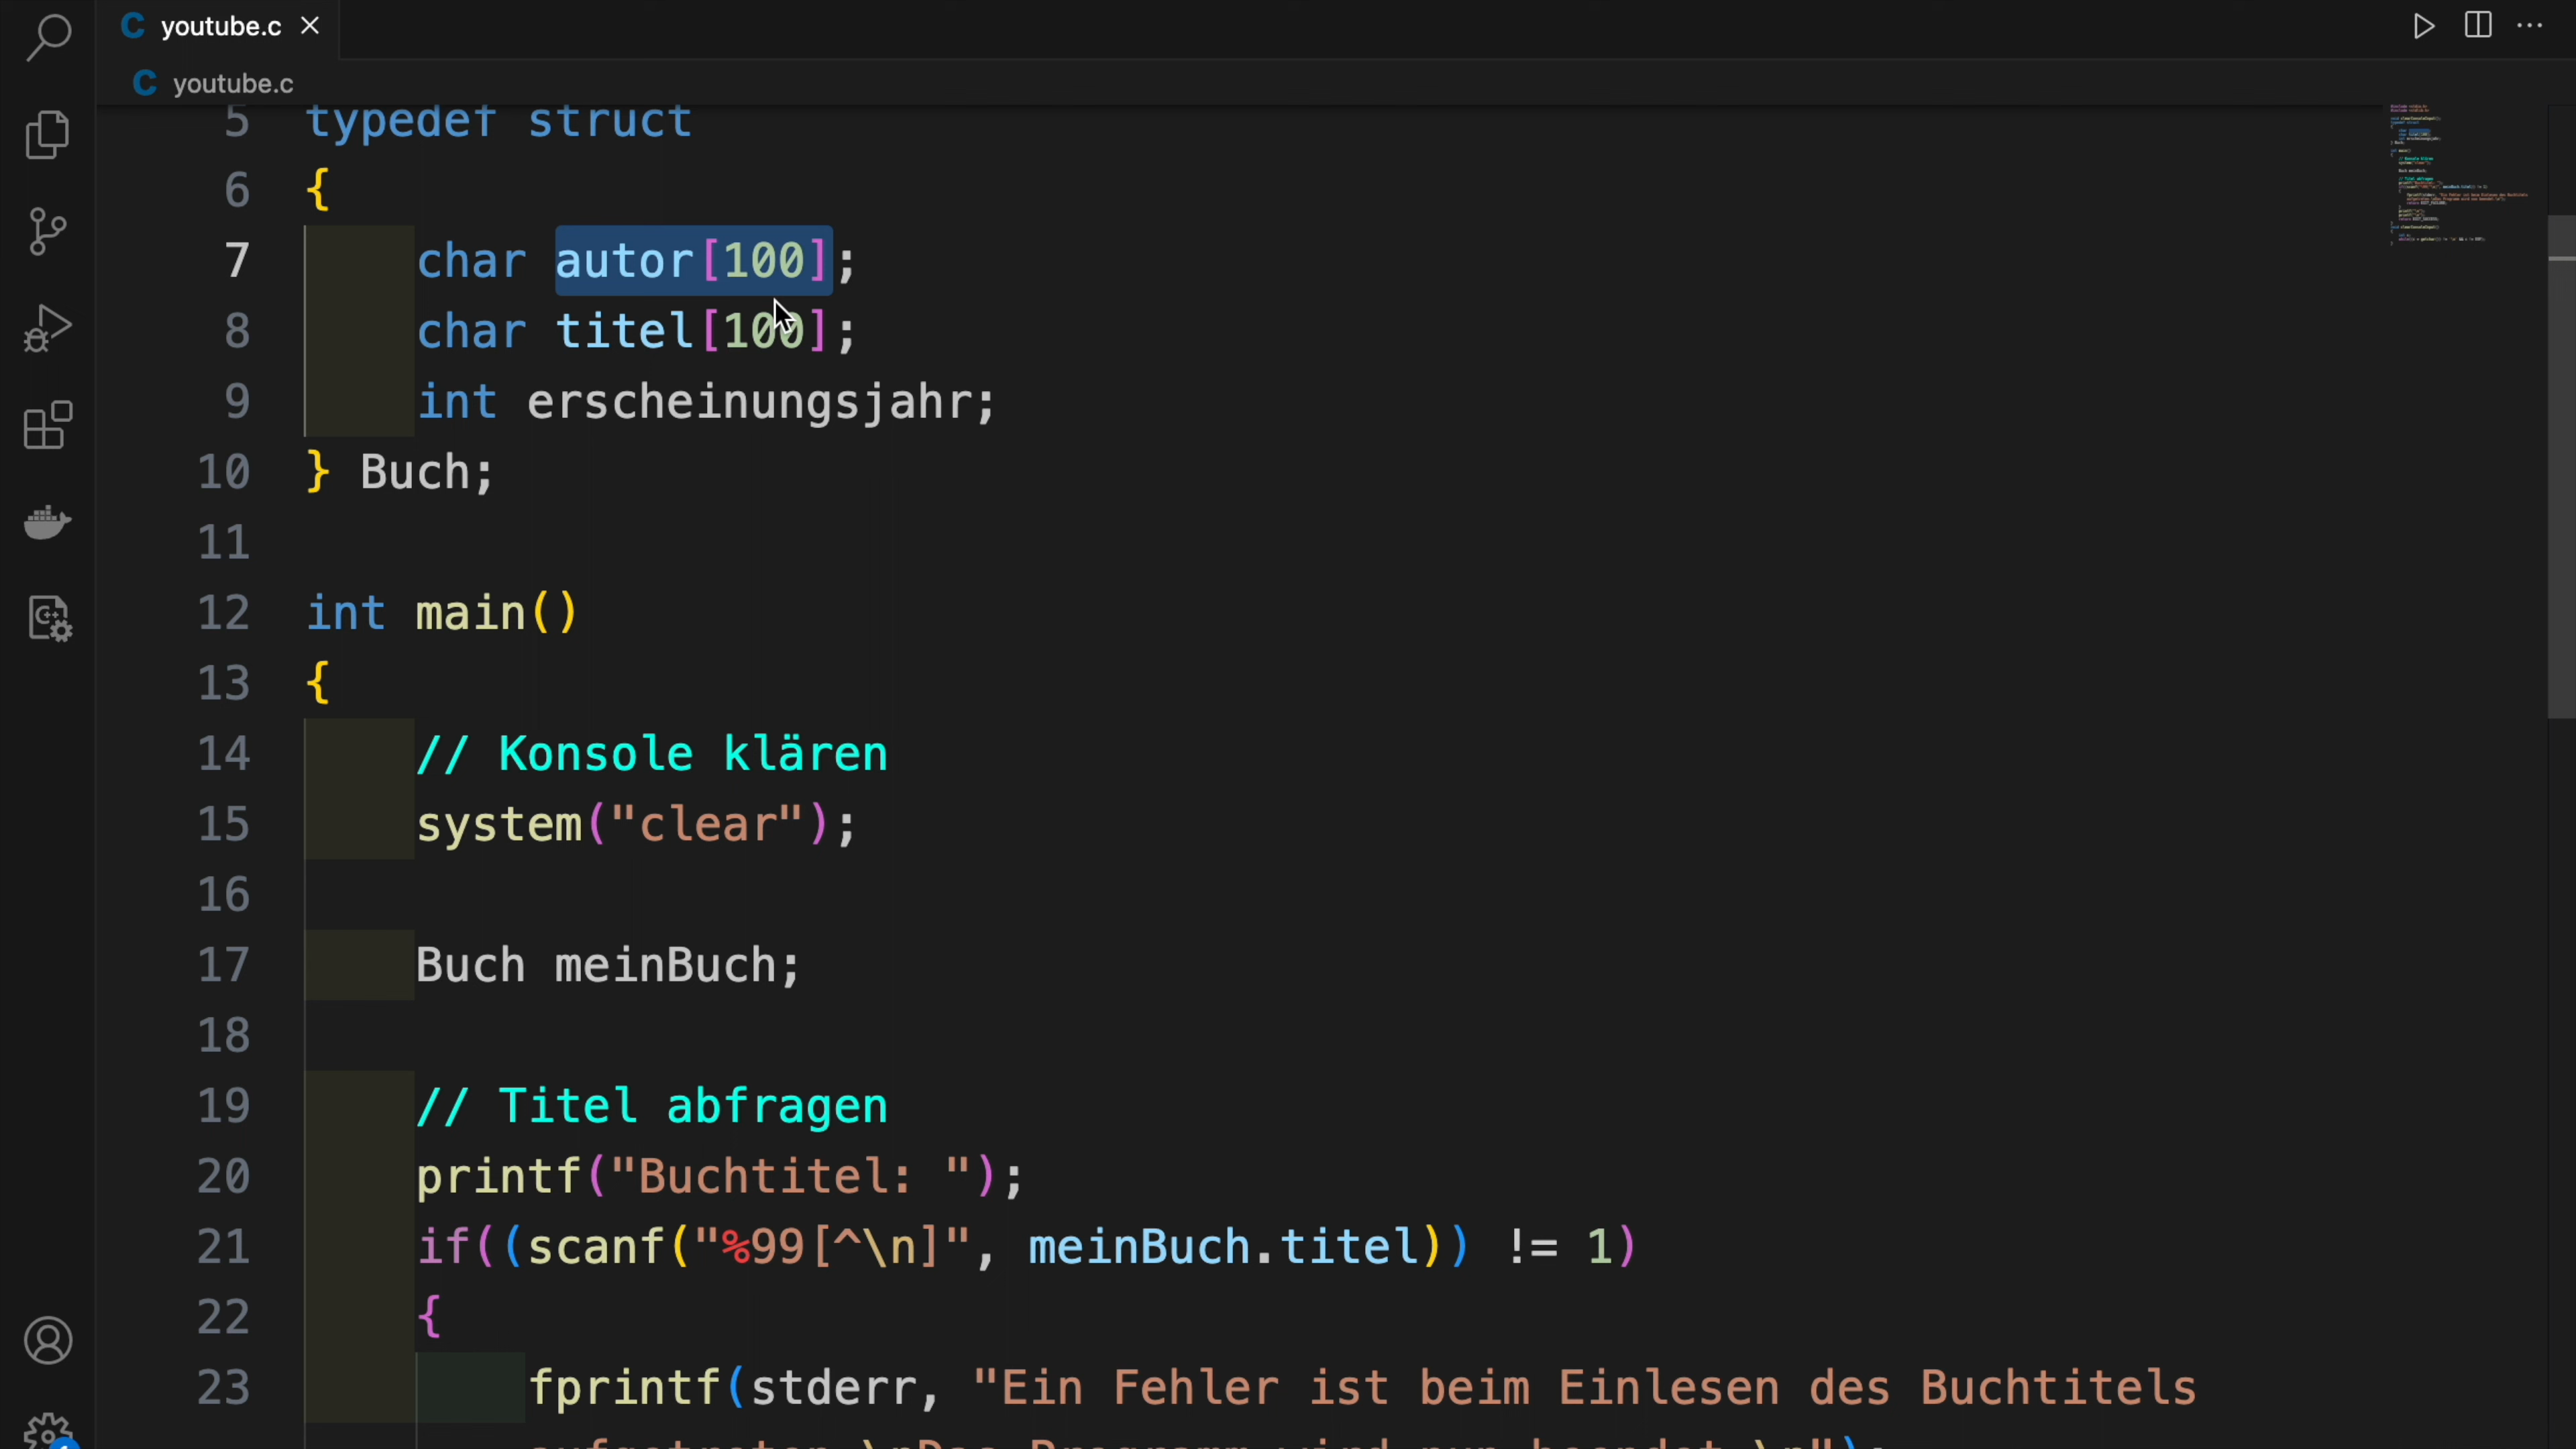 youtube.c
youtube.c
5 typedef struct
6 {
7 char autor[100];
8 char titel[100];
9 int erscheinungsjahr;
10 } Buch;
11
12 int main()
13 {
14 // Konsole klären
15 system("clear");
16
17 Buch meinBuch;
18
19 // Titel abfragen
20 printf("Buchtitel: ");
21 if((scanf("%99[^\n]", meinBuch.titel)) != 1)
22 {
23 fprintf(stderr, "Ein Fehler ist beim Einlesen des Buchtitels